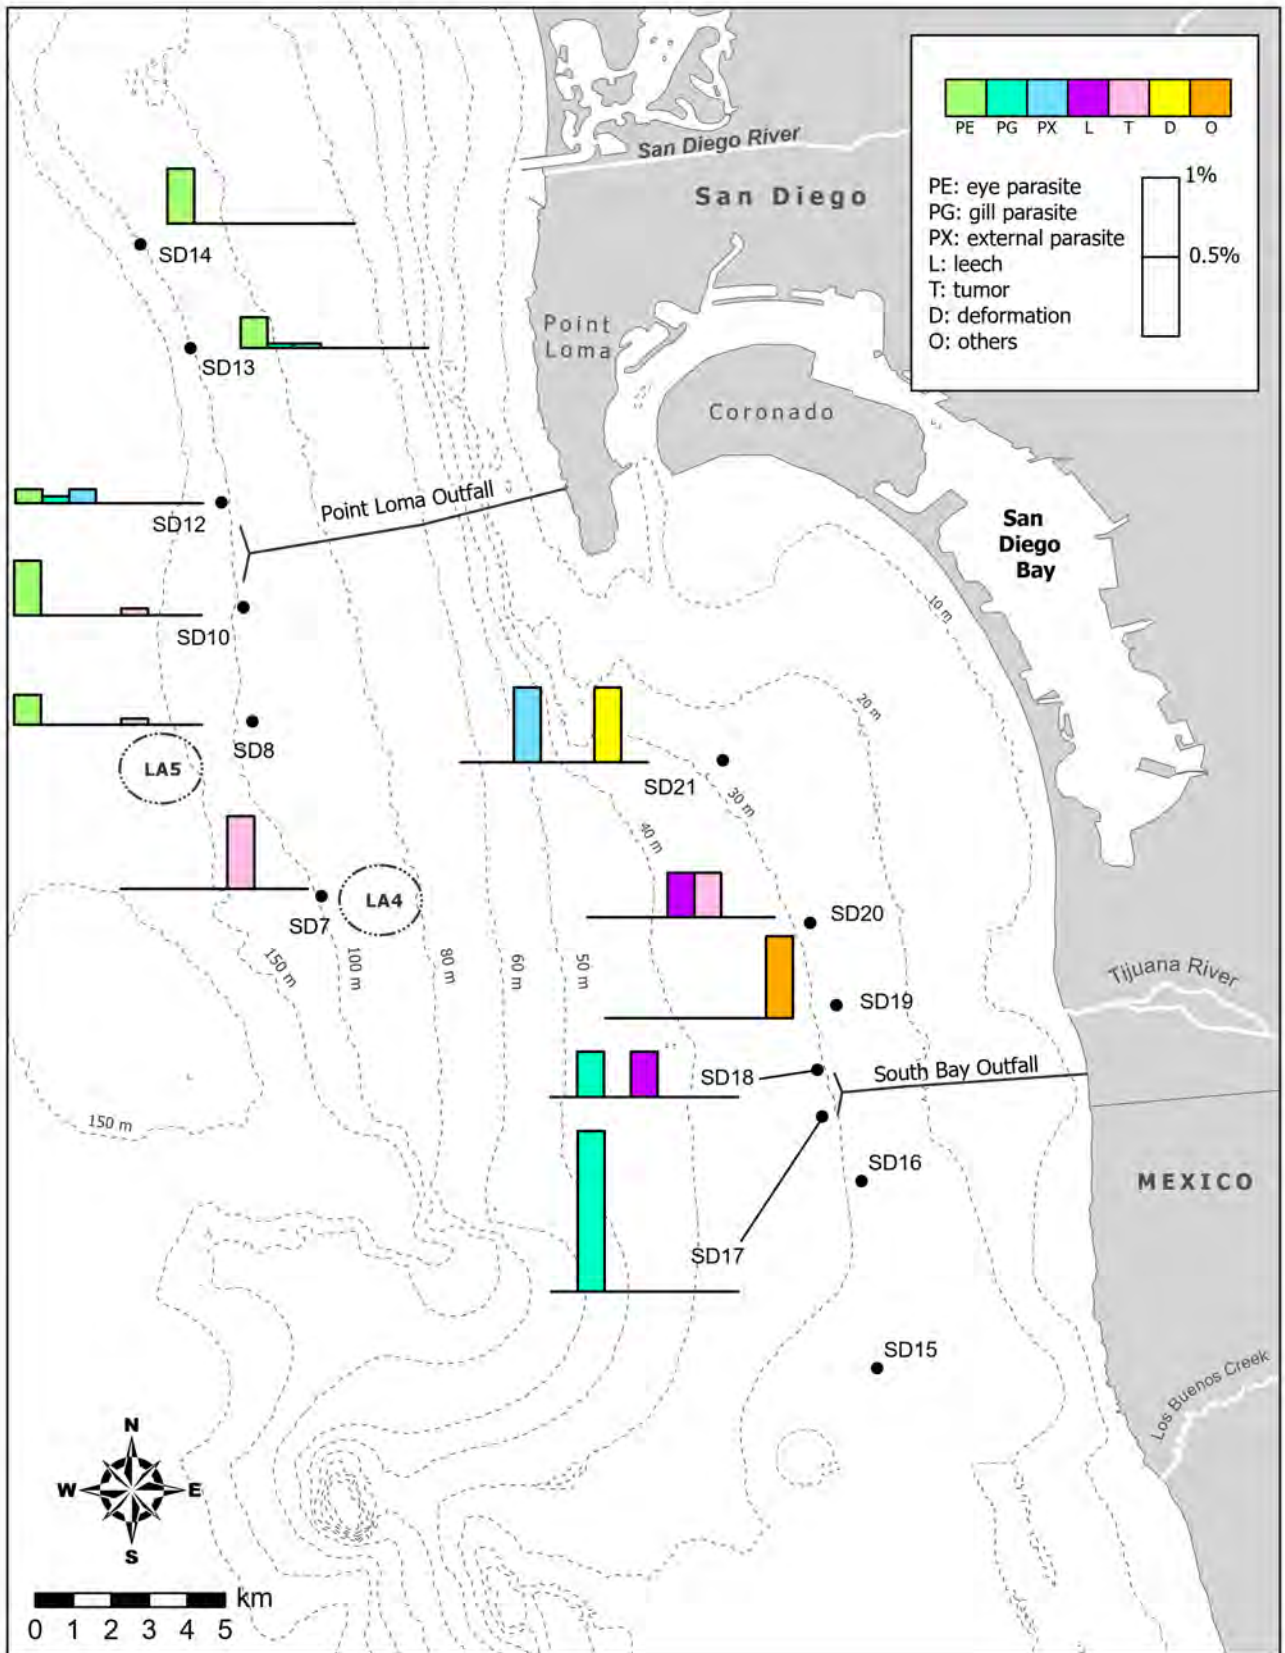 San Diego River
San Diego
PE PG PX L T D O
PE: eye parasite
PG: gill parasite
PX: external parasite
L: leech
T: tumor
D: deformation
O: others
1%
0.5%
SD14
SD13
Point
Loma
Coronado
Point Loma Outfall
SD12
San
Diego
Bay
SD10
10 m
SD8
LA5
20 m
SD21
30 m
40 m
SD7
LA4
SD20
150 m
100 m
80 m
60 m
50 m
Tijuana River
SD19
SD18
South Bay Outfall
150 m
SD16
MEXICO
SD17
SD15
Los Buenos Creek
N
W
E
S
km
0 1 2 3 4 5